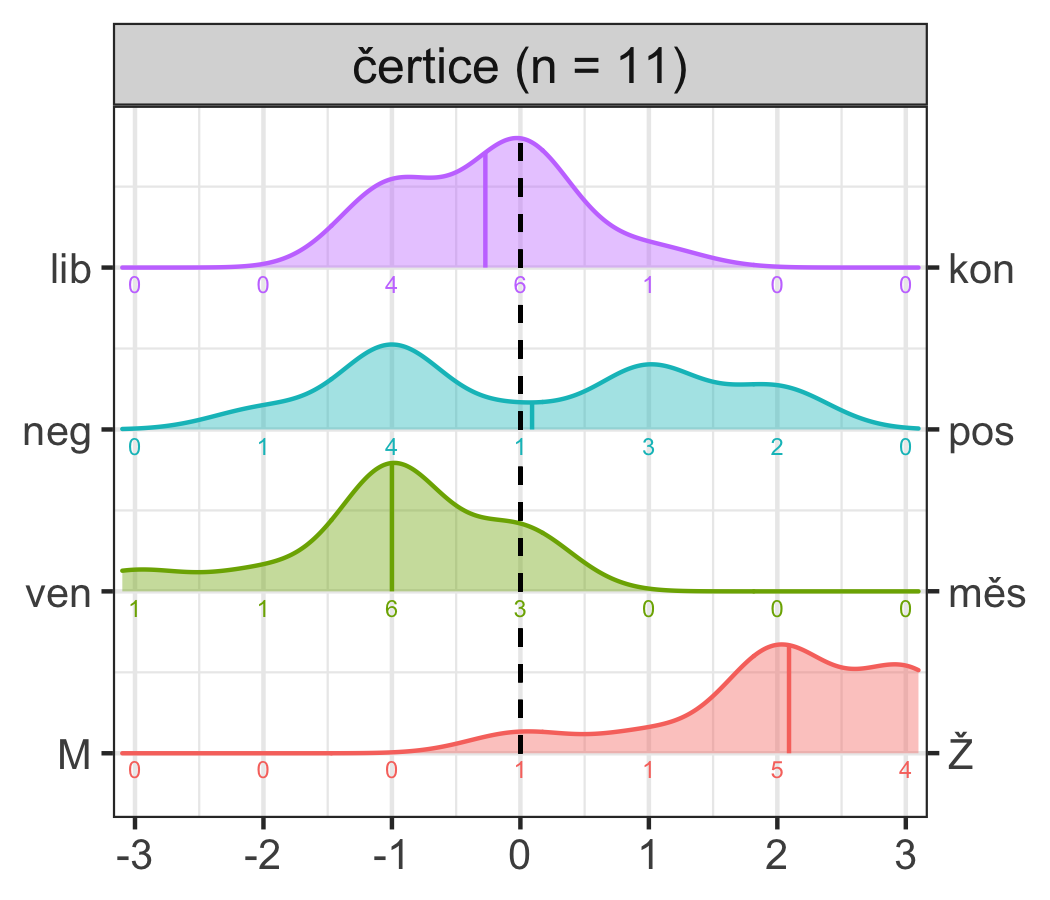 čertice (n = 11)
lib kon
0 0 4 6 1 0 0
neg pos
0 1 4 1 3 2 0
ven měs
1 1 6 3 0 0 0
M Ž
0 0 0 1 1 5 4
-3 -2 -1 0 1 2 3